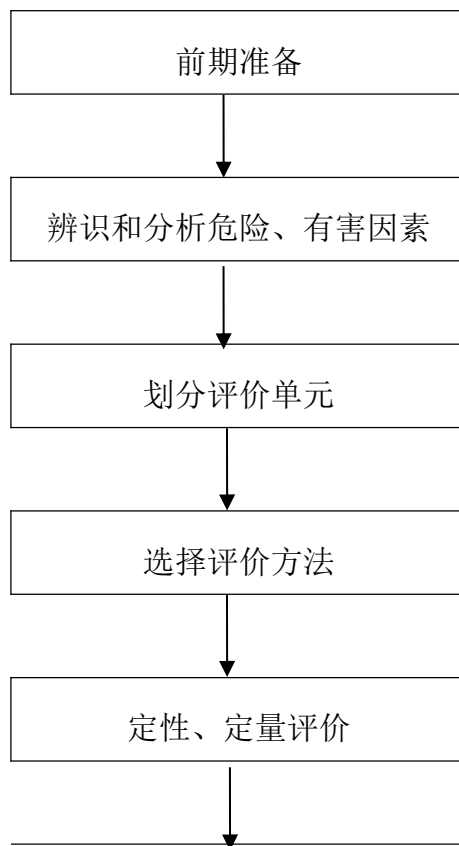 前期准备
辨识和分析危险、有害因素
划分评价单元
选择评价方法
定性、定量评价